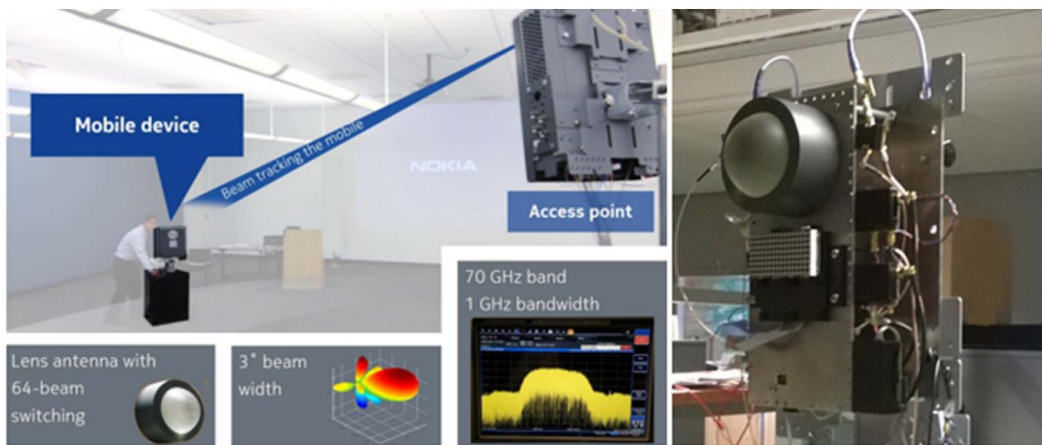 Mobile device
Beam tracking the mobile
NOKIA
Access point
70 GHz band
1 GHz bandwidth
Lens antenna with
64-beam
switching
3˚ beam
width